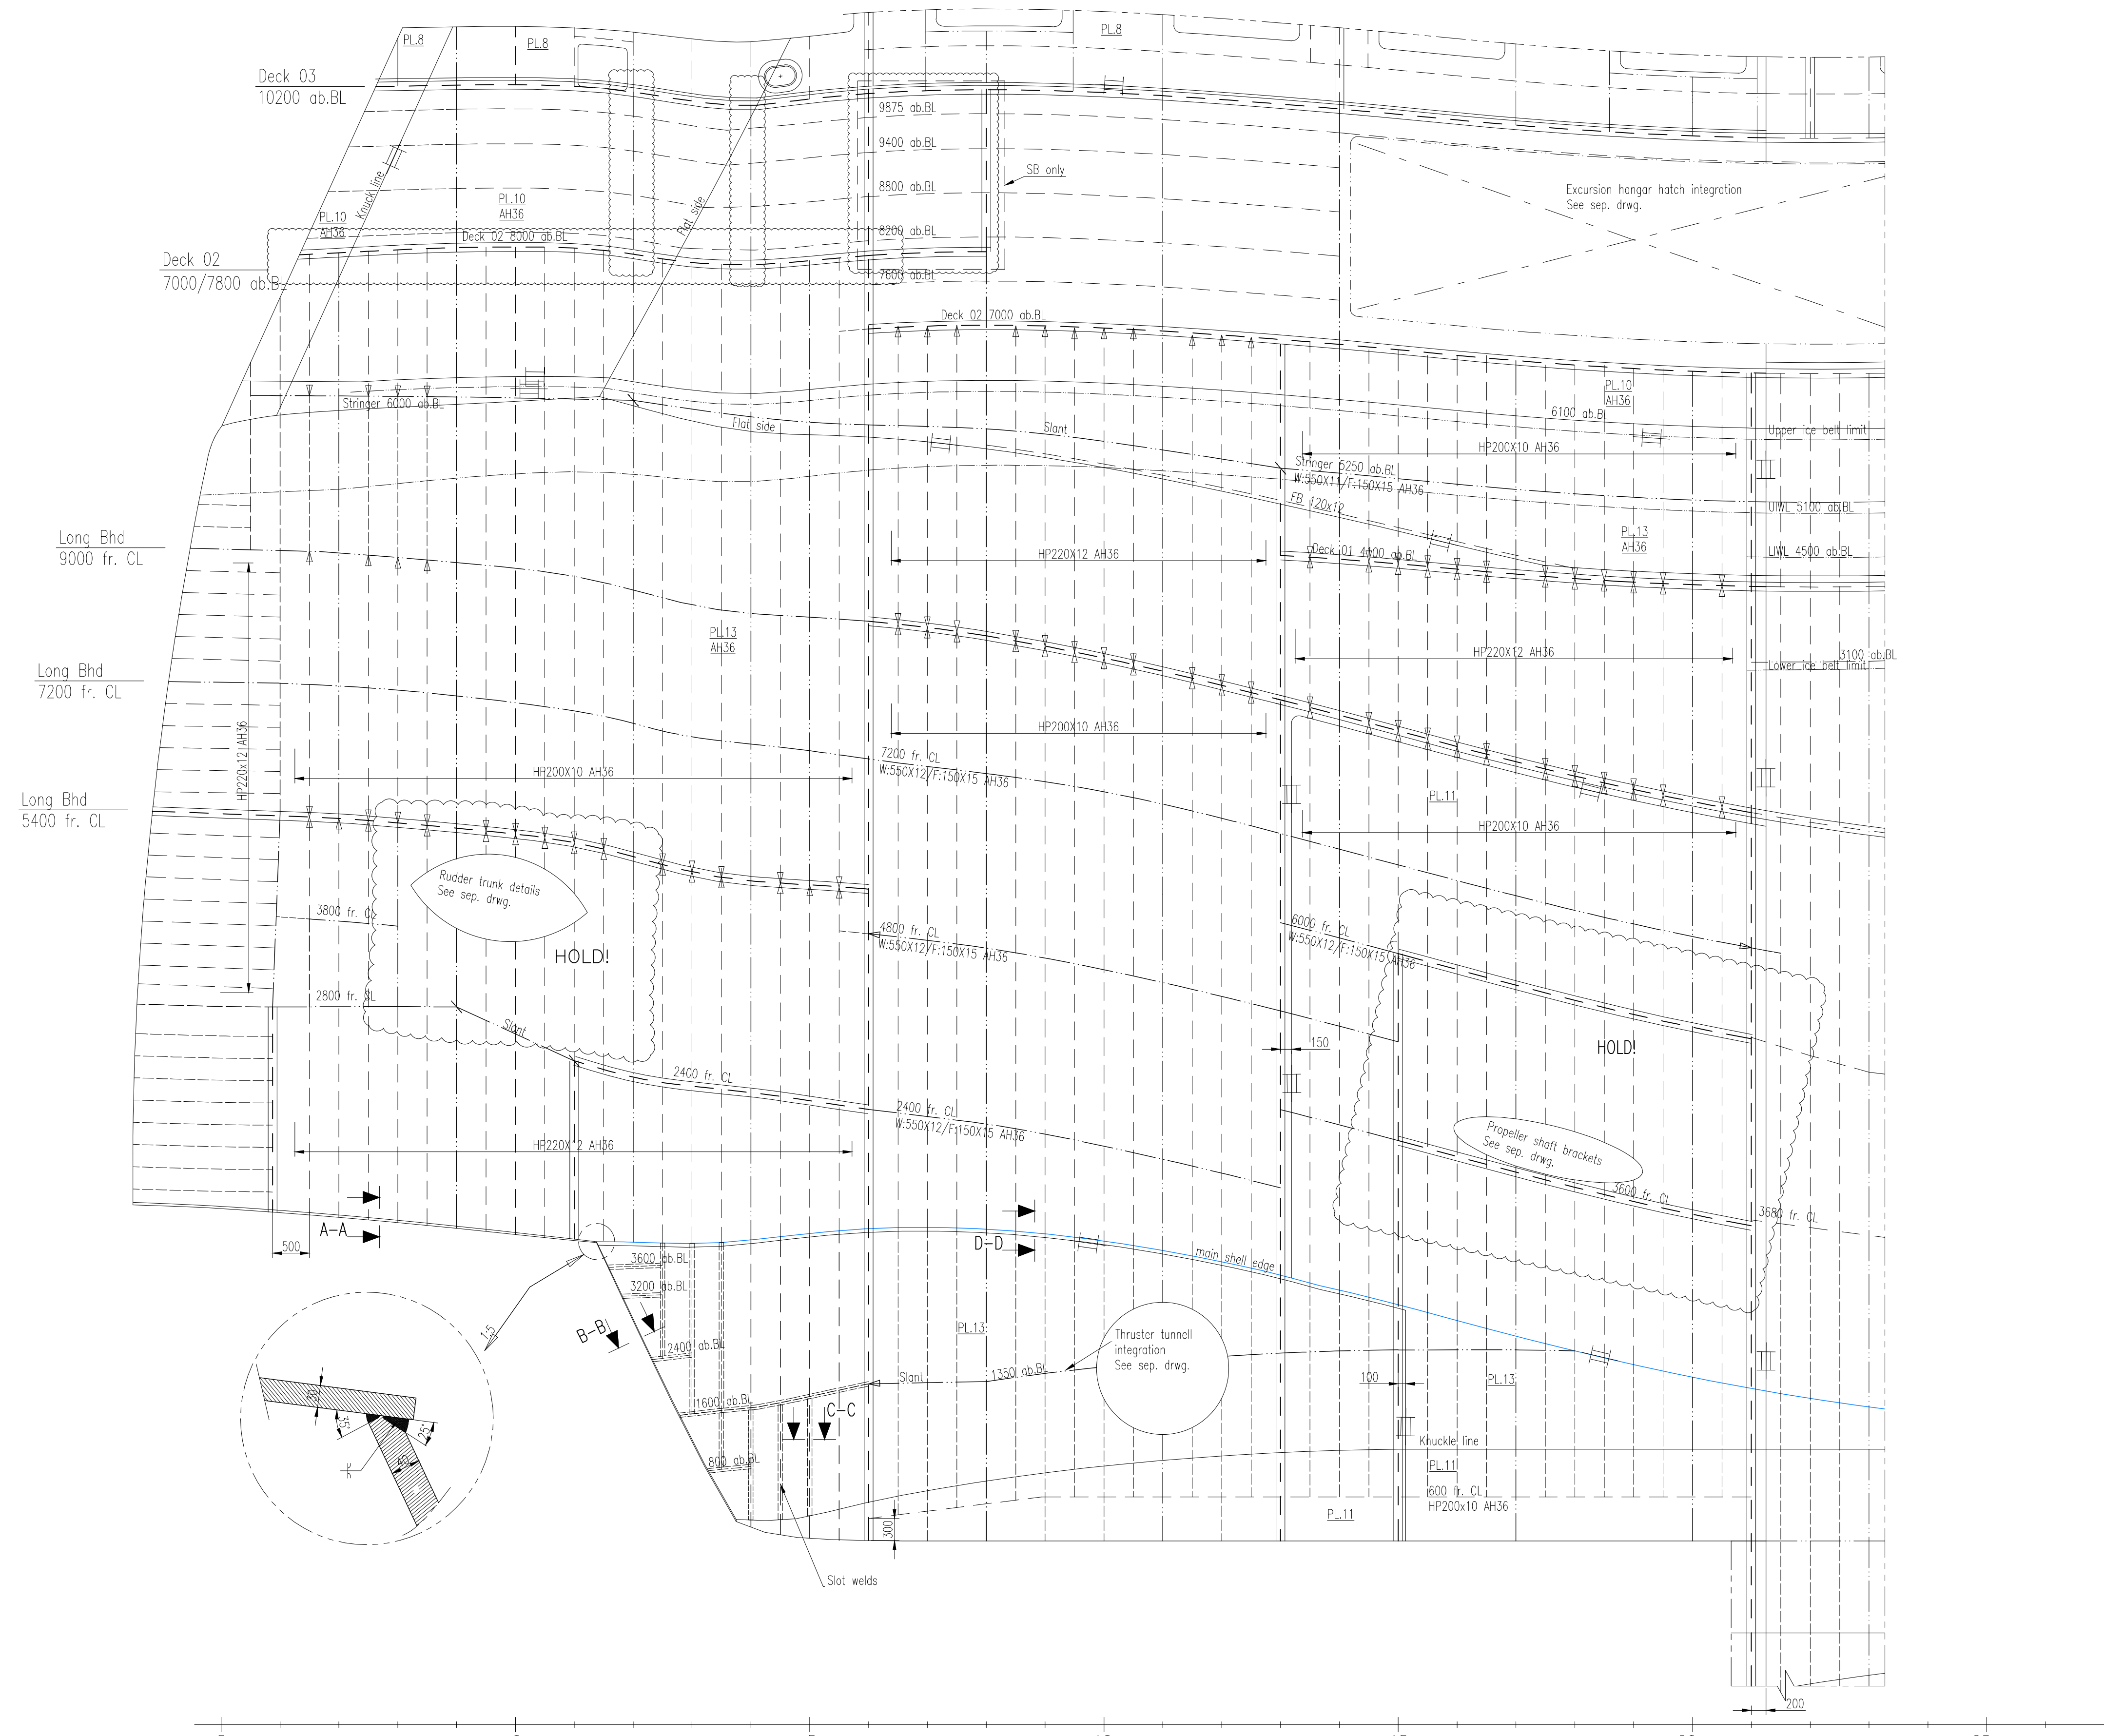 PL.8
PL.8
PL.8
Deck 03
10200 ab.BL
9875 ab.BL
9400 ab.BL
8800 ab.BL
8200 ab.BL
7600 ab.BL
SB only
Knuck line
Flat side
PL.10
AH36
PL.10
AH36
Excursion hangar hatch integration
See sep. drwg.
Deck 02 8000 ab.BL
Deck 02
7000/7800 ab.BL
Deck 02 7000 ab.BL
PL.10
AH36
Stringer 6000 ab.BL
Flat side
Slant
6100 ab.BL
Upper ice belt limit
HP200X10 AH36
Stringer 5250 ab.BL
W:550X11/F:150X15 AH36
FB 120x12
UIWL 5100 ab.BL
PL.13
AH36
Long Bhd
9000 fr. CL
HP220X12 AH36
Deck 01 4000 ab.BL
LIWL 4500 ab.BL
PL.13
AH36
HP220X12 AH36
3100 ab.BL
Lower ice belt limit
Long Bhd
7200 fr. CL
HP220x12 AH36
HP200X10 AH36
HP200X10 AH36
7200 fr. CL
W:550X12/F:150X15 AH36
PL.11
HP200X10 AH36
Long Bhd
5400 fr. CL
Rudder trunk details
See sep. drwg.
3800 fr. CL
HOLD!
4800 fr. CL
W:550X12/F:150X15 AH36
6000 fr. CL
W:550X12/F:150X15 AH36
2800 fr. CL
Slant
150
HOLD!
2400 fr. CL
2400 fr. CL
W:550X12/F:150X15 AH36
HP220X12 AH36
Propeller shaft brackets
See sep. drwg.
3600 fr. CL
3680 fr. CL
A-A
500
D-D
main shell edge
3600 ab.BL
3200 ab.BL
1:5
B-B
2400 ab.BL
PL.13
Thruster tunnell
integration
See sep. drwg.
Slant
1350 ab.BL
1600 ab.BL
C-C
100
PL.13
30
35°
25°
40
Knuckle line
800 ab.BL
PL.11
600 fr. CL
HP200x10 AH36
PL.11
300
Slot welds
200